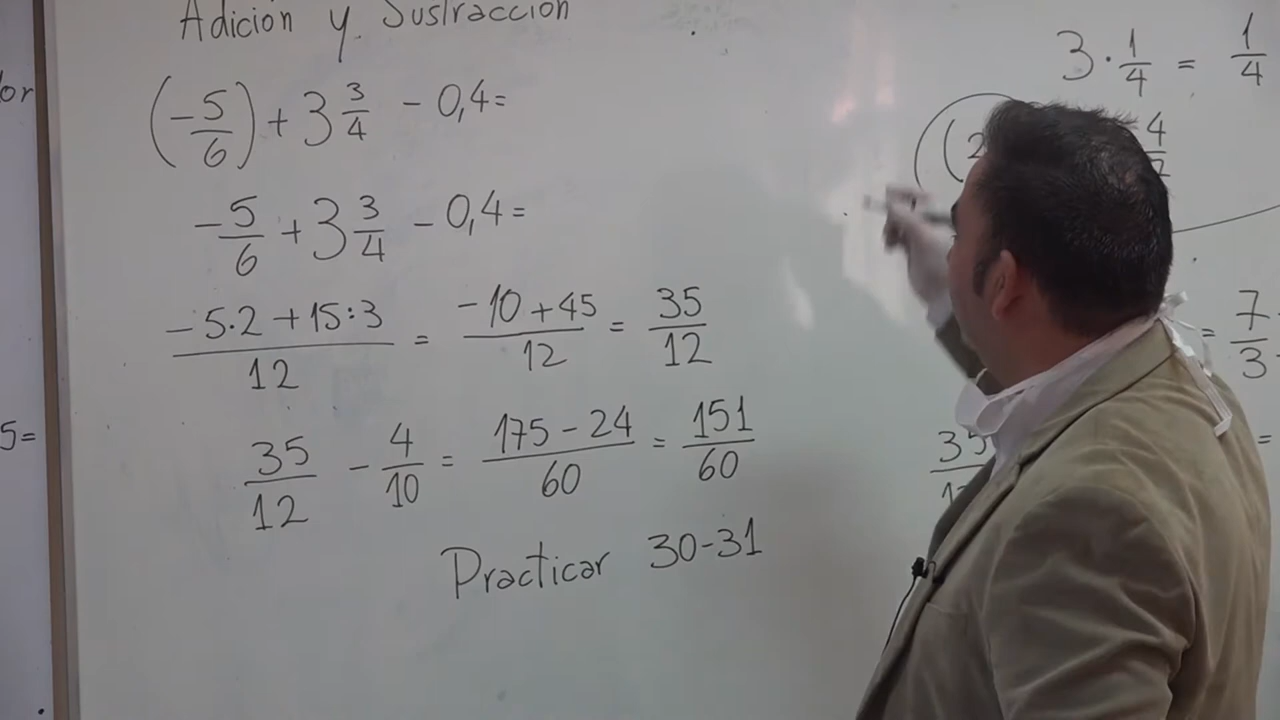 Adición y Sustracción
(-5/6) + 3 3/4 - 0,4=
-5/6 + 3 3/4 - 0,4=
-5·2 + 15:3/12 = -10 + 45/12 = 35/12
35/12 - 4/10 = 175 - 24/60 = 151/60
Practicar 30-31
or
5=
3 · 1/4 = 1/4
(2
4
= 7/3
35
=